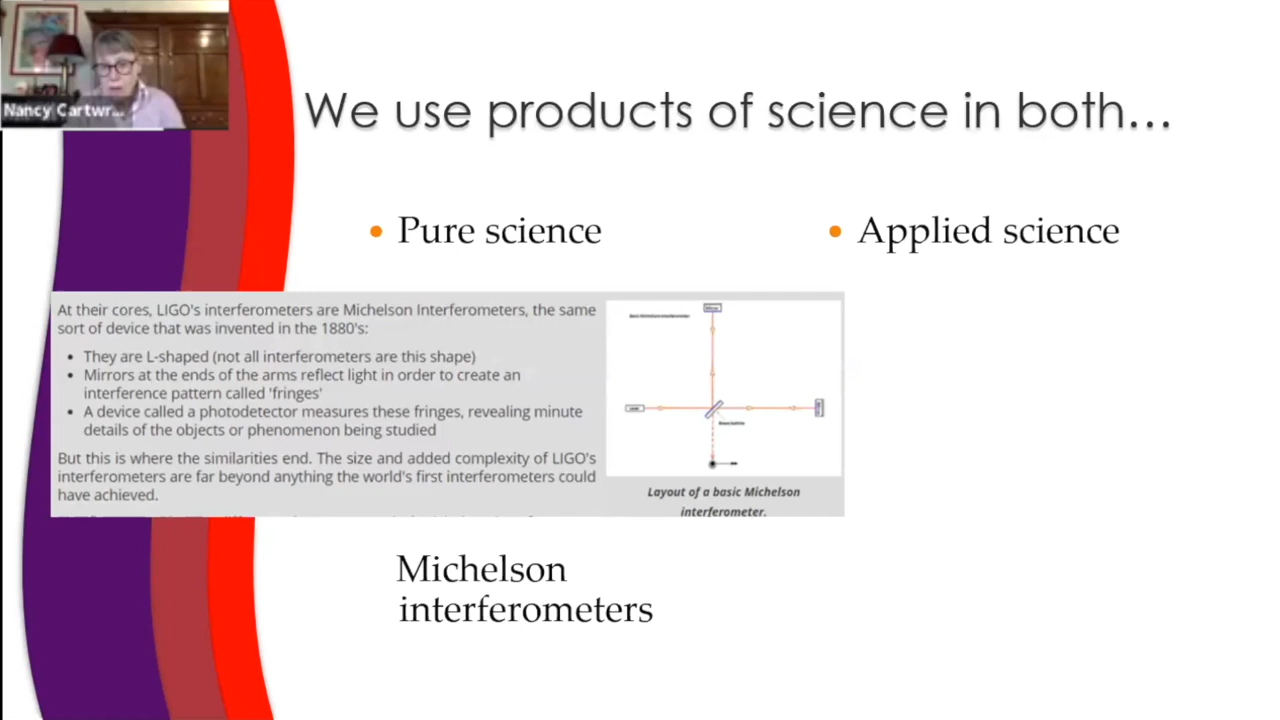 Nancy Cartwr...
We use products of science in both...
• Pure science
• Applied science
At their cores, LIGO's interferometers are Michelson Interferometers, the same
sort of device that was invented in the 1880's:
• They are L-shaped (not all interferometers are this shape)
• Mirrors at the ends of the arms reflect light in order to create an
interference pattern called 'fringes'
• A device called a photodetector measures these fringes, revealing minute
details of the objects or phenomenon being studied
But this is where the similarities end. The size and added complexity of LIGO's
interferometers are far beyond anything the world's first interferometers could
have achieved.
Layout of a basic Michelson
interferometer.
Michelson
interferometers